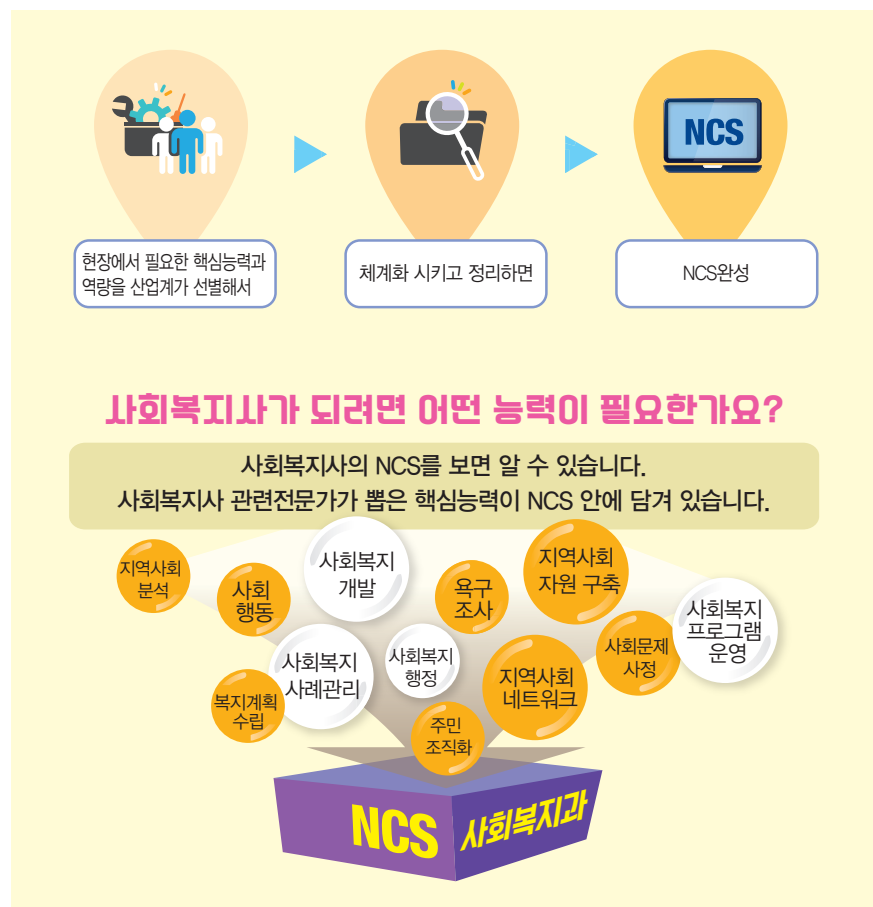 NCS
현장에서 필요한 핵심능력과
역량을 산업계가 선별해서
체계화 시키고 정리하면
NCS완성
사회복지사가 되려면 어떤 능력이 필요한가요?
사회복지사의 NCS를 보면 알 수 있습니다.
사회복지사 관련전문가가 뽑은 핵심능력이 NCS 안에 담겨 있습니다.
지역사회
분석
사회
행동
사회복지
개발
욕구
조사
지역사회
자원 구축
사회복지
프로그램
운영
사회문제
사정
사회복지
행정
사회복지
사례관리
지역사회
네트워크
복지계획
수립
주민
조직화
NCS
사회복지과